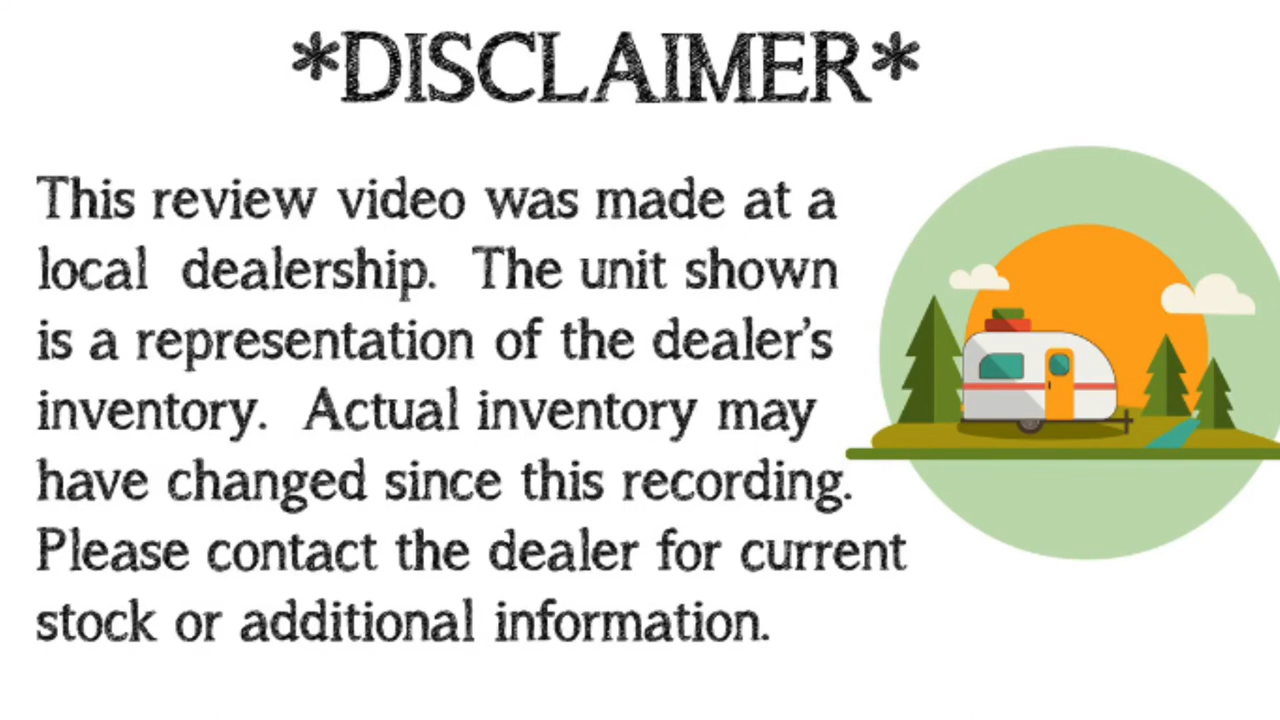 *DISCLAIMER*
This review video was made at a
local dealership. The unit shown
is a representation of the dealer’s
inventory. Actual inventory may
have changed since this recording.
Please contact the dealer for current
stock or additional information.